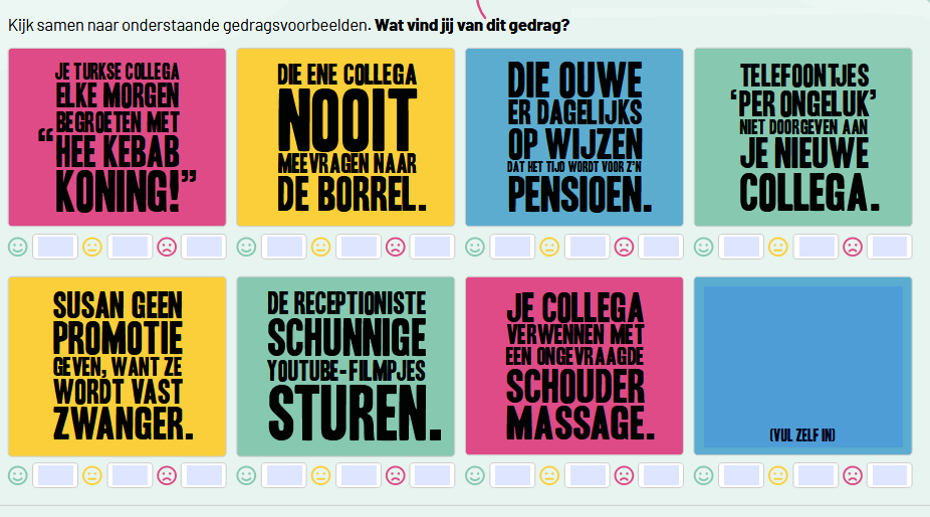 Kijk samen naar onderstaande gedragsvoorbeelden. Wat vind jij van dit gedrag?
JE TURKSE COLLEGA
ELKE MORGEN
BEGROETEN MET
“HEE KEBAB
KONING!”
DIE ENE COLLEGA
NOOIT
MEEVRAGEN NAAR
DE BORREL.
DIE OUWE
ER DAGELIJKS
OP WIJZEN
DAT HET TIJD WORDT VOOR Z'N
PENSIOEN.
TELEFOONTJES
‘PER ONGELUK’
NIET DOORGEVEN AAN
JE NIEUWE
COLLEGA.
SUSAN GEEN
PROMOTIE
GEVEN, WANT ZE
WORDT VAST
ZWANGER.
DE RECEPTIONISTE
SCHUNNIGE
YOUTUBE-FILMPJES
STUREN.
JE COLLEGA
VERWENNEN MET
EEN ONGEVRAAGDE
SCHOUDER
MASSAGE.
(VUL ZELF IN)